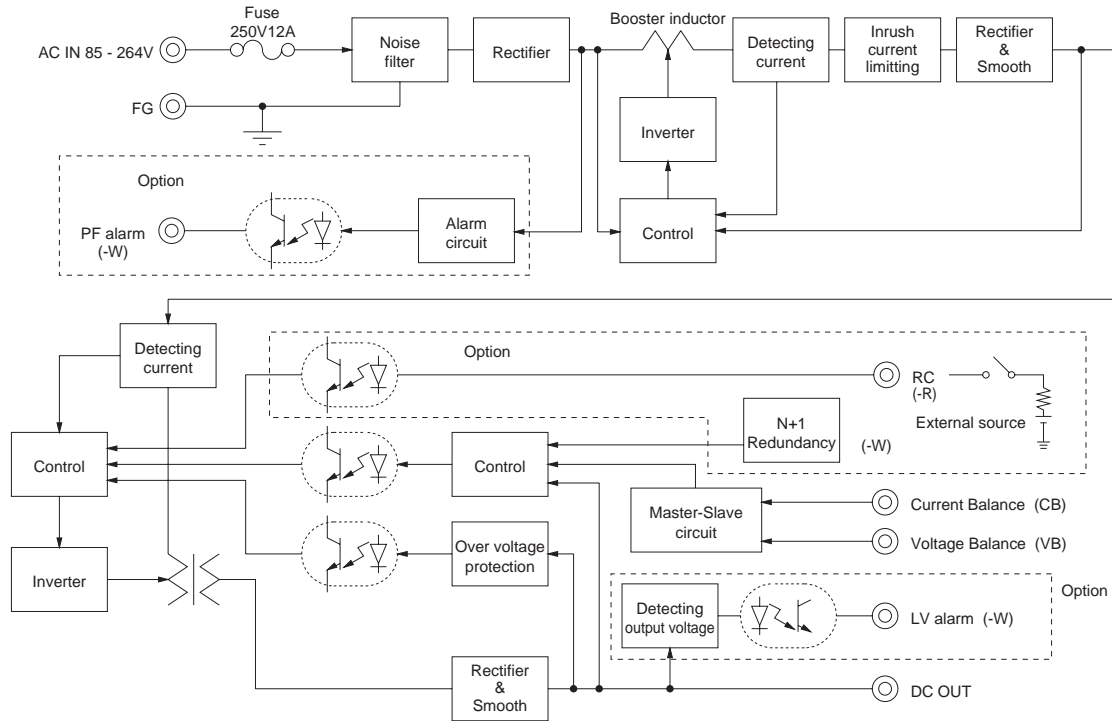 Fuse
250V12A
Booster inductor
AC IN 85 - 264V
Noise
filter
Rectifier
Detecting
current
Inrush
current
limitting
Rectifier
&
Smooth
FG
Inverter
Option
PF alarm
(-W)
Alarm
circuit
Control
Detecting
current
Option
RC
(-R)
External source
N+1
Redundancy
(-W)
Control
Control
Master-Slave
circuit
Current Balance (CB)
Voltage Balance (VB)
Inverter
Over voltage
protection
Option
Detecting
output voltage
LV alarm (-W)
Rectifier
&
Smooth
DC OUT